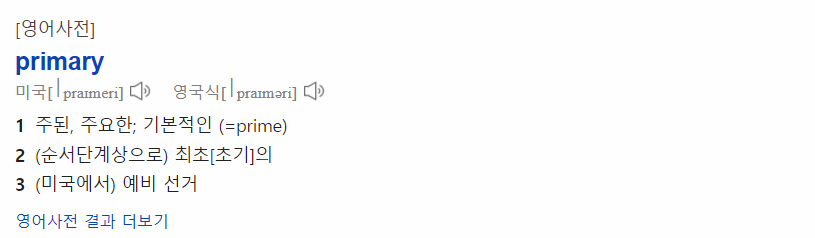 [영어사전]
primary
미국[|praɪmeri] 영국식[|praɪməri]
1 주된, 주요한; 기본적인 (=prime)
2 (순서단계상으로) 최초[초기]의
3 (미국에서) 예비 선거
영어사전 결과 더보기